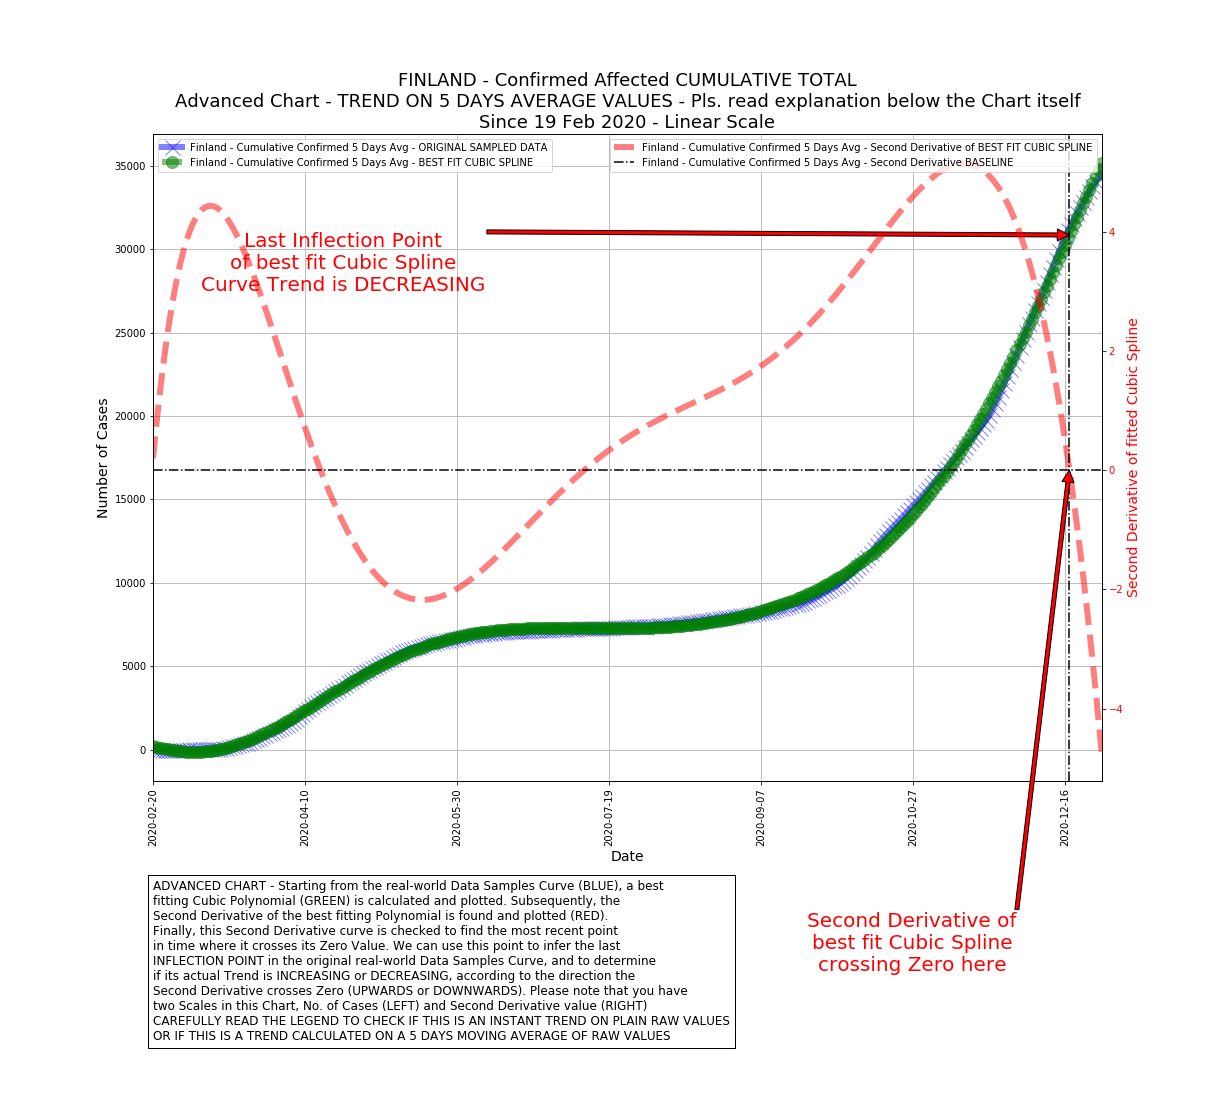 FINLAND - Confirmed Affected CUMULATIVE TOTAL
Advanced Chart - TREND ON 5 DAYS AVERAGE VALUES - Pls. read explanation below the Chart itself
Since 19 Feb 2020 - Linear Scale
Finland - Cumulative Confirmed 5 Days Avg - ORIGINAL SAMPLED DATA
Finland - Cumulative Confirmed 5 Days Avg - BEST FIT CUBIC SPLINE
Finland - Cumulative Confirmed 5 Days Avg - Second Derivative of BEST FIT CUBIC SPLINE
Finland - Cumulative Confirmed 5 Days Avg - Second Derivative BASELINE
35000
30000
25000
20000
15000
10000
5000
0
Number of Cases
Last Inflection Point
of best fit Cubic Spline
Curve Trend is DECREASING
4
2
0
−2
−4
Second Derivative of fitted Cubic Spline
2020-02-20
2020-04-10
2020-05-30
2020-07-19
2020-09-07
2020-10-27
2020-12-16
Date
Second Derivative of
best fit Cubic Spline
crossing Zero here
ADVANCED CHART - Starting from the real-world Data Samples Curve (BLUE), a best
fitting Cubic Polynomial (GREEN) is calculated and plotted. Subsequently, the
Second Derivative of the best fitting Polynomial is found and plotted (RED).
Finally, this Second Derivative curve is checked to find the most recent point
in time where it crosses its Zero Value. We can use this point to infer the last
INFLECTION POINT in the original real-world Data Samples Curve, and to determine
if its actual Trend is INCREASING or DECREASING, according to the direction the
Second Derivative crosses Zero (UPWARDS or DOWNWARDS). Please note that you have
two Scales in this Chart, No. of Cases (LEFT) and Second Derivative value (RIGHT)
CAREFULLY READ THE LEGEND TO CHECK IF THIS IS AN INSTANT TREND ON PLAIN RAW VALUES
OR IF THIS IS A TREND CALCULATED ON A 5 DAYS MOVING AVERAGE OF RAW VALUES